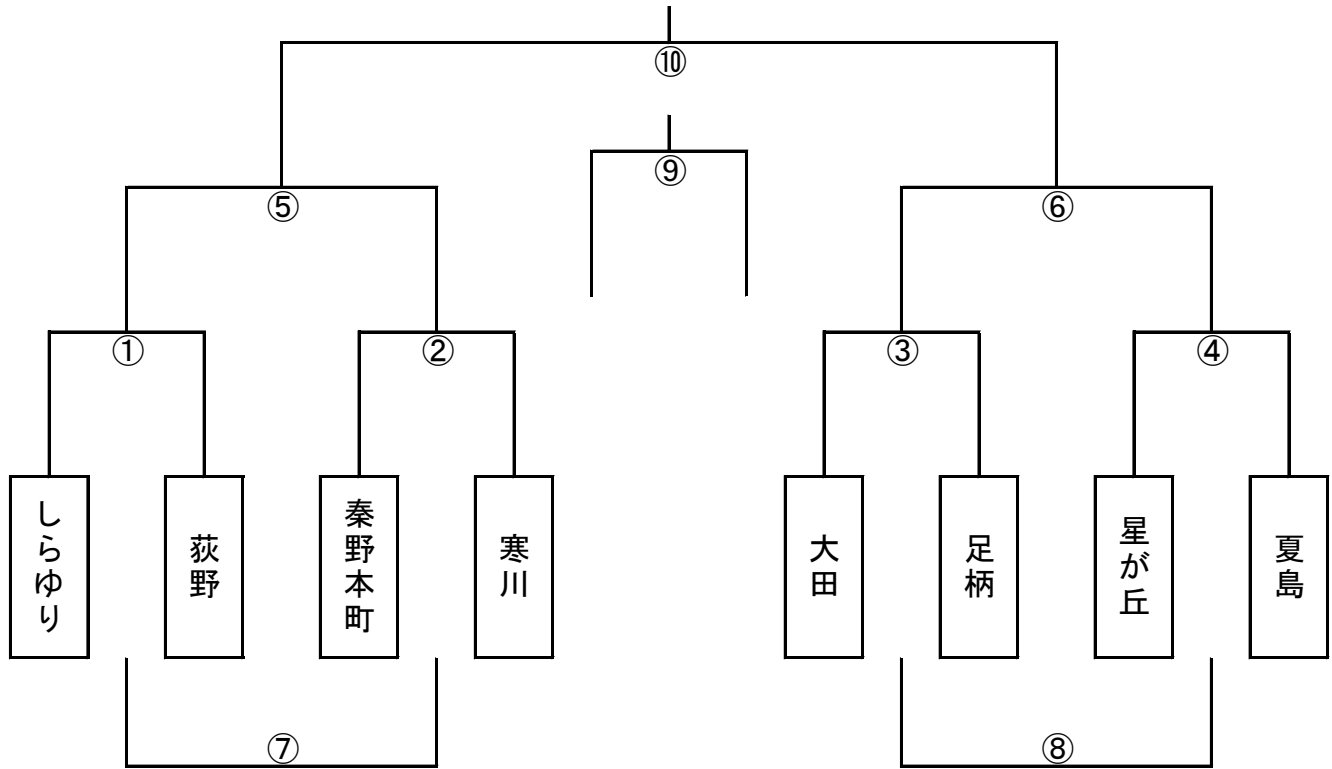 ⑩
⑨
⑤
⑥
①
②
③
④
しらゆり
荻野
秦野本町
寒川
大田
足柄
星が丘
夏島
⑦
⑧